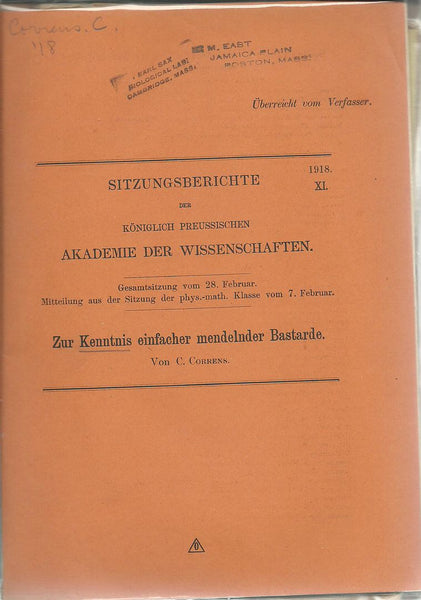 Correns. C.
'18
M. EAST
JAMAICA PLAIN
BOSTON, MASS.
EARL SAX
BIOLOGICAL LAB.
CAMBRIDGE, MASS.
Überreicht vom Verfasser.
SITZUNGSBERICHTE
1918.
XI.
DER
KÖNIGLICH PREUSSISCHEN
AKADEMIE DER WISSENSCHAFTEN.
Gesamtsitzung vom 28. Februar.
Mitteilung aus der Sitzung der phys.-math. Klasse vom 7. Februar.
Zur Kenntnis einfacher mendelnder Bastarde.
Von C. Correns.